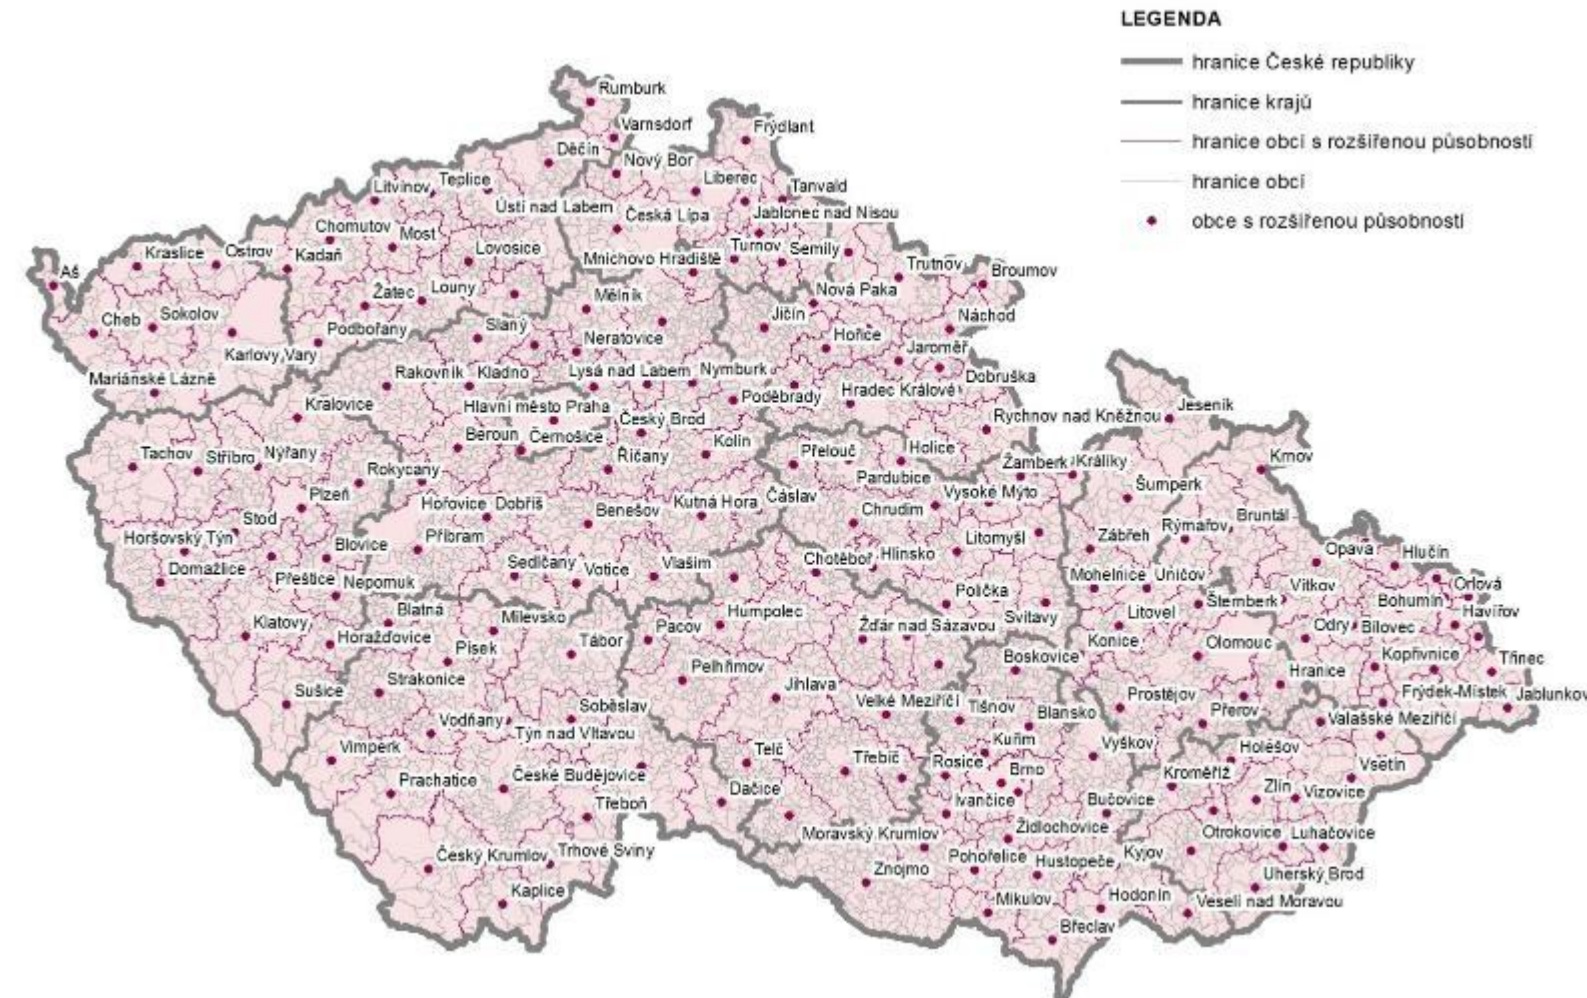 LEGENDA
hranice České republiky
hranice krajů
hranice obcí s rozšířenou působností
hranice obcí
obce s rozšířenou působností
Rumburk
Varnsdorf
Frýdlant
Děčín
Nový Bor
Liberec
Tanvald
Litvínov
Teplice
Ústí nad Labem
Česká Lípa
Jablonec nad Nisou
Chomutov
Most
Lovosice
Mnichovo Hradiště
Turnov
Semily
Trutnov
Broumov
Aš
Kraslice
Ostrov
Kadaň
Žatec
Louny
Mělník
Nová Paka
Jičín
Náchod
Cheb
Sokolov
Karlovy Vary
Podbořany
Slaný
Neratovice
Hořice
Jaroměř
Mariánské Lázně
Rakovník
Kladno
Lysá nad Labem
Nymburk
Hradec Králové
Dobruška
Kralovice
Hlavní město Praha
Český Brod
Poděbrady
Rychnov nad Kněžnou
Jeseník
Tachov
Stříbro
Nýřany
Rokycany
Beroun
Černošice
Říčany
Kolín
Přelouč
Holice
Pardubice
Žamberk
Králíky
Krnov
Šumperk
Plzeň
Hořovice
Dobříš
Benešov
Kutná Hora
Čáslav
Chrudim
Vysoké Mýto
Stod
Horšovský Týn
Domažlice
Blovice
Příbram
Přeštice
Nepomuk
Sedlčany
Votice
Vlašim
Chotěboř
Hlinsko
Litomyšl
Zábřeh
Rýmařov
Bruntál
Opava
Hlučín
Mohelnice
Uničov
Vítkov
Orlová
Bohumín
Havířov
Polička
Svitavy
Litovel
Šternberk
Blatná
Milevsko
Klatovy
Horažďovice
Písek
Tábor
Pacov
Humpolec
Žďár nad Sázavou
Konice
Olomouc
Odry
Bílovec
Boskovice
Hranice
Kopřivnice
Třinec
Sušice
Strakonice
Soběslav
Pelhřimov
Jihlava
Velké Meziříčí
Tišnov
Blansko
Prostějov
Přerov
Frýdek-Místek
Jablunkov
Valašské Meziříčí
Vimperk
Vodňany
Týn nad Vltavou
Telč
Třebíč
Kuřim
Vyškov
Holešov
Vsetín
Prachatice
České Budějovice
Dačice
Rosice
Brno
Kroměříž
Zlín
Vizovice
Třeboň
Ivančice
Bučovice
Moravský Krumlov
Židlochovice
Otrokovice
Luhačovice
Český Krumlov
Trhové Sviny
Znojmo
Pohořelice
Hustopeče
Kyjov
Uherský Brod
Kaplice
Mikulov
Hodonín
Veselí nad Moravou
Břeclav